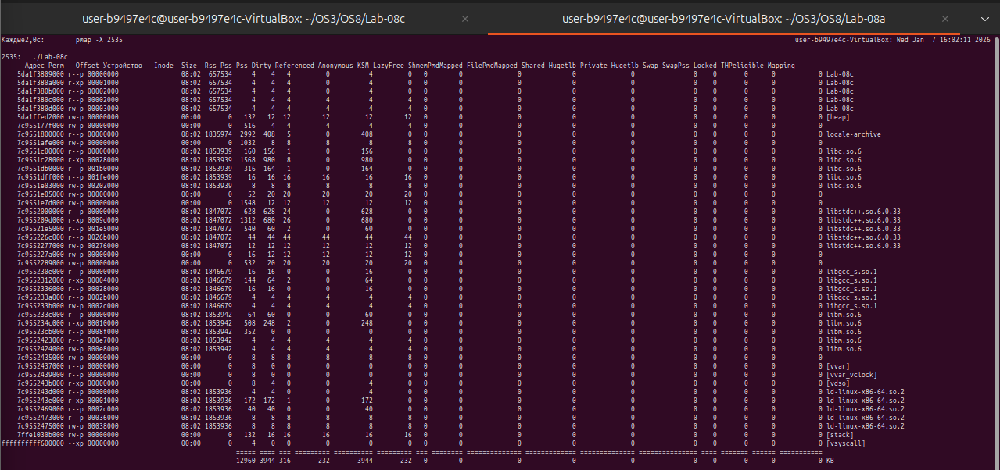 user-b9497e4c@user-b9497e4c-VirtualBox: ~/OS3/OS8/Lab-08c × user-b9497e4c@user-b9497e4c-VirtualBox: ~/OS3/OS8/Lab-08a ×
Каждые2,0с: pmap -X 2535 user-b9497e4c-VirtualBox: Wed Jan 7 16:02:11 2026
2535: ./Lab-08c
Адрес Perm Offset Устройство Inode Size Rss Pss Pss_Dirty Referenced Anonymous KSM LazyFree ShmemPmdMapped FilePmdMapped Shared_Hugetlb Private_Hugetlb Swap SwapPss Locked THPeligible Mapping
5da1f3809000 r--p 00000000 08:02 657534 4 4 4 0 4 0 0 0 0 0 0 0 0 0 0 0 Lab-08c
5da1f380a000 r-xp 00001000 08:02 657534 4 4 4 0 4 0 0 0 0 0 0 0 0 0 0 0 Lab-08c
5da1f380b000 r--p 00002000 08:02 657534 4 4 4 0 4 0 0 0 0 0 0 0 0 0 0 0 Lab-08c
5da1f380c000 r--p 00002000 08:02 657534 4 4 4 4 4 4 0 0 0 0 0 0 0 0 0 0 Lab-08c
5da1f380d000 rw-p 00003000 08:02 657534 4 4 4 4 4 4 0 0 0 0 0 0 0 0 0 0 Lab-08c
5da1ffed2000 rw-p 00000000 00:00 0 132 12 12 12 12 12 0 0 0 0 0 0 0 0 0 0 [heap]
7c955177f000 rw-p 00000000 00:00 0 516 4 4 4 4 4 0 0 0 0 0 0 0 0 0 0
7c9551800000 r--p 00000000 08:02 1835974 2992 408 5 0 408 0 0 0 0 0 0 0 0 0 0 0 locale-archive
7c9551afe000 rw-p 00000000 00:00 0 1032 8 8 8 8 8 0 0 0 0 0 0 0 0 0 0
7c9551c00000 r--p 00000000 08:02 1853939 160 156 1 0 156 0 0 0 0 0 0 0 0 0 0 0 libc.so.6
7c9551c28000 r-xp 00028000 08:02 1853939 1568 980 8 0 980 0 0 0 0 0 0 0 0 0 0 0 libc.so.6
7c9551db0000 r--p 001b0000 08:02 1853939 316 164 1 0 164 0 0 0 0 0 0 0 0 0 0 0 libc.so.6
7c9551dff000 r--p 001fe000 08:02 1853939 16 16 16 16 16 16 0 0 0 0 0 0 0 0 0 0 libc.so.6
7c9551e03000 rw-p 00202000 08:02 1853939 8 8 8 8 8 8 0 0 0 0 0 0 0 0 0 0 libc.so.6
7c9551e05000 rw-p 00000000 00:00 0 52 20 20 20 20 20 0 0 0 0 0 0 0 0 0 0
7c9551e7d000 rw-p 00000000 00:00 0 1548 12 12 12 12 12 0 0 0 0 0 0 0 0 0 0
7c9552000000 r--p 00000000 08:02 1847072 628 628 24 0 628 0 0 0 0 0 0 0 0 0 0 0 libstdc++.so.6.0.33
7c955209d000 r-xp 0009d000 08:02 1847072 1312 680 26 0 680 0 0 0 0 0 0 0 0 0 0 0 libstdc++.so.6.0.33
7c95521e5000 r--p 001e5000 08:02 1847072 540 60 2 0 60 0 0 0 0 0 0 0 0 0 0 0 libstdc++.so.6.0.33
7c955226c000 r--p 0026b000 08:02 1847072 44 44 44 44 44 44 0 0 0 0 0 0 0 0 0 0 libstdc++.so.6.0.33
7c9552277000 rw-p 00276000 08:02 1847072 12 12 12 12 12 12 0 0 0 0 0 0 0 0 0 0 libstdc++.so.6.0.33
7c955227a000 rw-p 00000000 00:00 0 16 12 12 12 12 12 0 0 0 0 0 0 0 0 0 0
7c9552289000 rw-p 00000000 00:00 0 532 20 20 20 20 20 0 0 0 0 0 0 0 0 0 0
7c955230e000 r--p 00000000 08:02 1846679 16 16 0 0 16 0 0 0 0 0 0 0 0 0 0 0 libgcc_s.so.1
7c9552312000 r-xp 00004000 08:02 1846679 144 64 2 0 64 0 0 0 0 0 0 0 0 0 0 0 libgcc_s.so.1
7c9552336000 r--p 00028000 08:02 1846679 16 16 0 0 16 0 0 0 0 0 0 0 0 0 0 0 libgcc_s.so.1
7c955233a000 r--p 0002b000 08:02 1846679 4 4 4 4 4 4 0 0 0 0 0 0 0 0 0 0 libgcc_s.so.1
7c955233b000 rw-p 0002c000 08:02 1846679 4 4 4 4 4 4 0 0 0 0 0 0 0 0 0 0 libgcc_s.so.1
7c955233c000 r--p 00000000 08:02 1853942 64 60 0 0 60 0 0 0 0 0 0 0 0 0 0 0 libm.so.6
7c955234c000 r-xp 00010000 08:02 1853942 508 248 2 0 248 0 0 0 0 0 0 0 0 0 0 0 libm.so.6
7c95523cb000 r--p 0008f000 08:02 1853942 352 0 0 0 0 0 0 0 0 0 0 0 0 0 0 0 libm.so.6
7c9552423000 r--p 000e7000 08:02 1853942 4 4 4 4 4 4 0 0 0 0 0 0 0 0 0 0 libm.so.6
7c9552424000 rw-p 000e8000 08:02 1853942 4 4 4 4 4 4 0 0 0 0 0 0 0 0 0 0 libm.so.6
7c9552435000 rw-p 00000000 00:00 0 8 8 8 8 8 8 0 0 0 0 0 0 0 0 0 0
7c9552437000 r--p 00000000 00:00 0 8 0 0 0 0 0 0 0 0 0 0 0 0 0 0 0 [vvar]
7c9552439000 r--p 00000000 00:00 0 8 0 0 0 0 0 0 0 0 0 0 0 0 0 0 0 [vvar_vclock]
7c955243b000 r-xp 00000000 00:00 0 8 4 0 0 4 0 0 0 0 0 0 0 0 0 0 0 [vdso]
7c955243d000 r--p 00000000 08:02 1853936 4 4 0 0 4 0 0 0 0 0 0 0 0 0 0 0 ld-linux-x86-64.so.2
7c955243e000 r-xp 00001000 08:02 1853936 172 172 1 0 172 0 0 0 0 0 0 0 0 0 0 0 ld-linux-x86-64.so.2
7c9552469000 r--p 0002c000 08:02 1853936 40 40 0 0 40 0 0 0 0 0 0 0 0 0 0 0 ld-linux-x86-64.so.2
7c9552473000 r--p 00036000 08:02 1853936 8 8 8 8 8 8 0 0 0 0 0 0 0 0 0 0 ld-linux-x86-64.so.2
7c9552475000 rw-p 00038000 08:02 1853936 8 8 8 8 8 8 0 0 0 0 0 0 0 0 0 0 ld-linux-x86-64.so.2
7ffe1030b000 rw-p 00000000 00:00 0 132 16 16 16 16 16 0 0 0 0 0 0 0 0 0 0 [stack]
ffffffffff600000 --xp 00000000 00:00 0 4 0 0 0 0 0 0 0 0 0 0 0 0 0 0 0 [vsyscall]
===== ==== === ========= ========== ========= === ======== ============== ============= ============== =============== ==== ======= ====== ===========
12960 3944 316 232 3944 232 0 0 0 0 0 0 0 0 0 0 KB